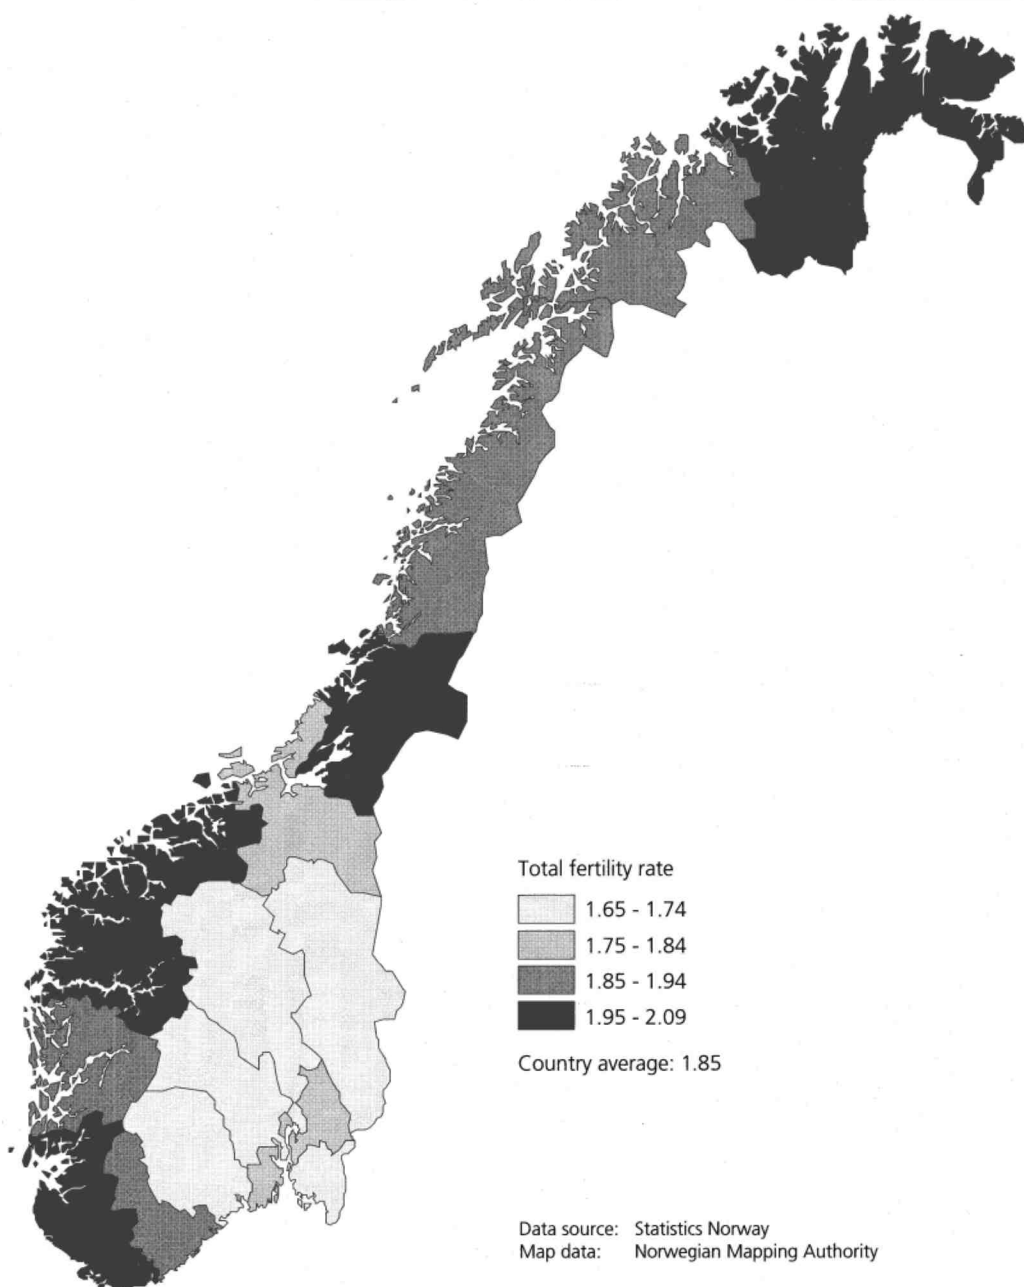 Total fertility rate
1.65 - 1.74
1.75 - 1.84
1.85 - 1.94
1.95 - 2.09
Country average: 1.85
Data source: Statistics Norway
Map data: Norwegian Mapping Authority